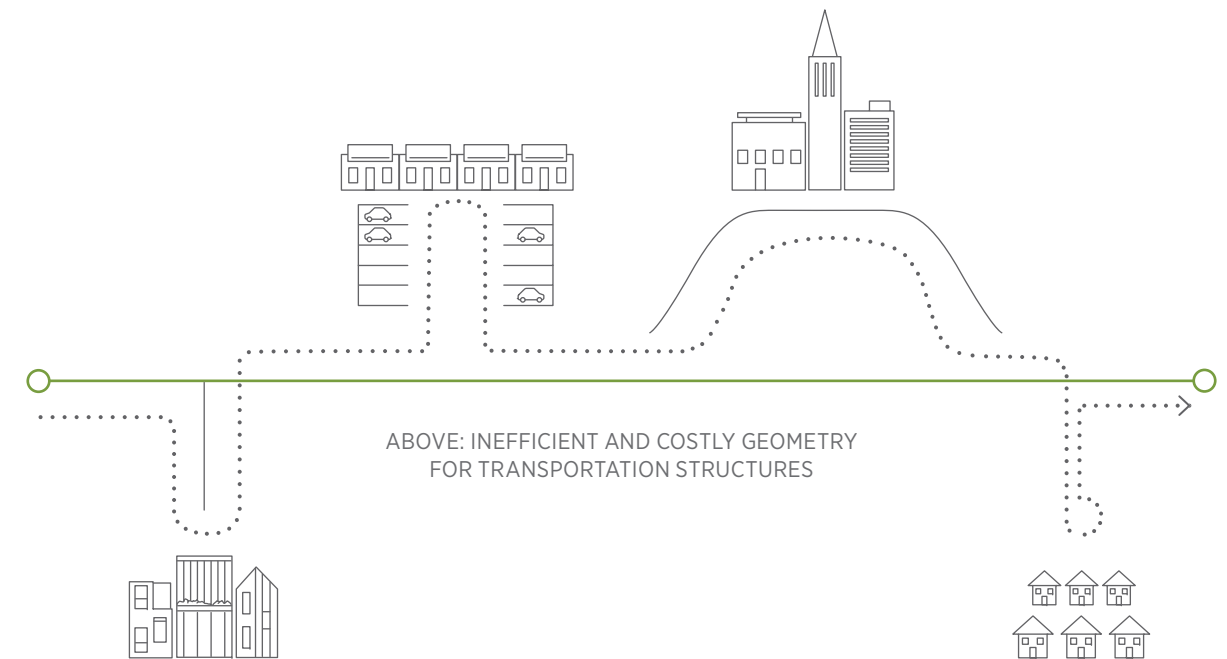 ABOVE: INEFFICIENT AND COSTLY GEOMETRY
FOR TRANSPORTATION STRUCTURES